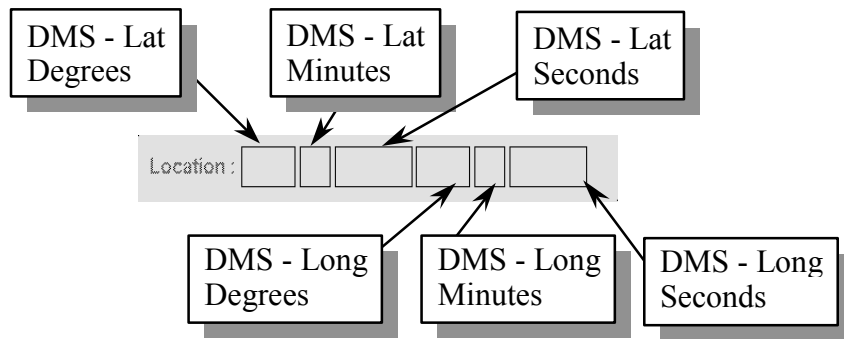 DMS - Lat
Degrees
DMS - Lat
Minutes
DMS - Lat
Seconds
Location :
DMS - Long
Degrees
DMS - Long
Minutes
DMS - Long
Seconds